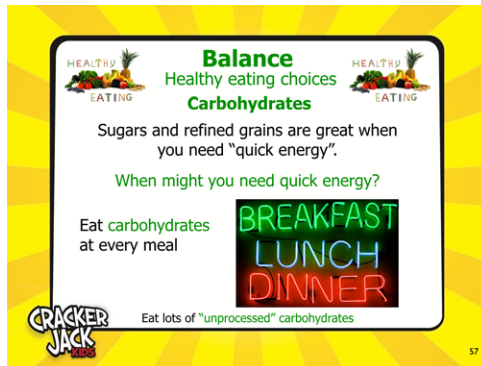 Balance
HEALTHY
EATING
Healthy eating choices
HEALTHY
EATING
Carbohydrates
Sugars and refined grains are great when
you need “quick energy”.
When might you need quick energy?
Eat carbohydrates
at every meal
BREAKFAST
LUNCH
DINNER
Eat lots of “unprocessed” carbohydrates
CRACKER
JACK
KIDS
57